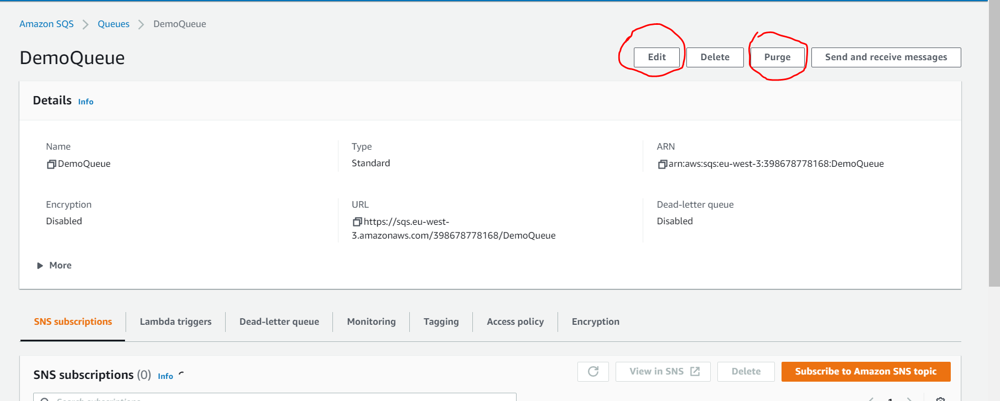 Amazon SQS > Queues > DemoQueue
DemoQueue
Edit Delete Purge Send and receive messages
Details Info
Name Type ARN
DemoQueue Standard arn:aws:sqs:eu-west-3:398678778168:DemoQueue
Encryption URL Dead-letter queue
Disabled https://sqs.eu-west- Disabled
3.amazonaws.com/398678778168/DemoQueue
More
SNS subscriptions Lambda triggers Dead-letter queue Monitoring Tagging Access policy Encryption
SNS subscriptions (0) Info View in SNS Delete Subscribe to Amazon SNS topic
Search subscriptions 1